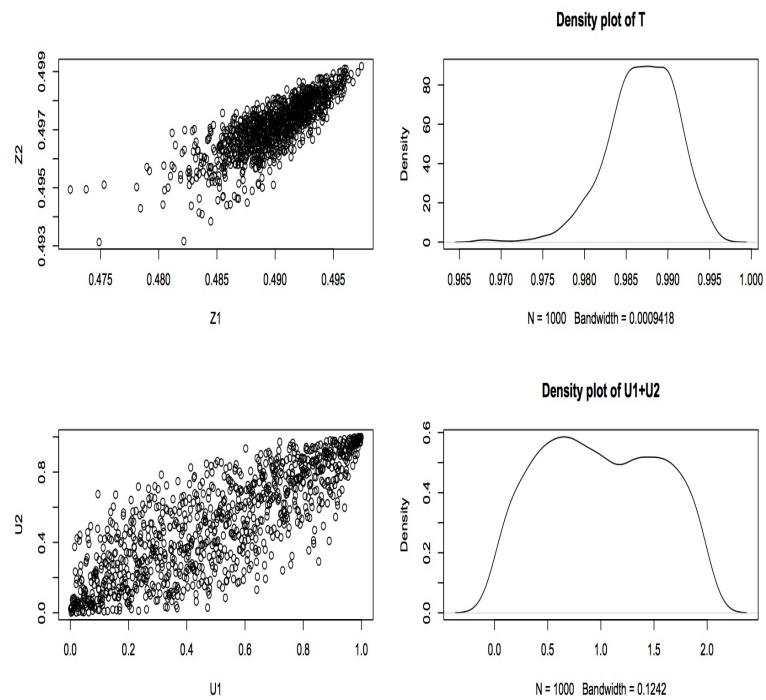 Density plot of T
Z2
0.493 0.495 0.497 0.499
0.475 0.480 0.485 0.490 0.495
Z1
Density
0 20 40 60 80
0.965 0.970 0.975 0.980 0.985 0.990 0.995 1.000
N = 1000 Bandwidth = 0.0009418
Density plot of U1+U2
U2
0.0 0.4 0.8
0.0 0.2 0.4 0.6 0.8 1.0
U1
Density
0.0 0.2 0.4 0.6
0.0 0.5 1.0 1.5 2.0
N = 1000 Bandwidth = 0.1242